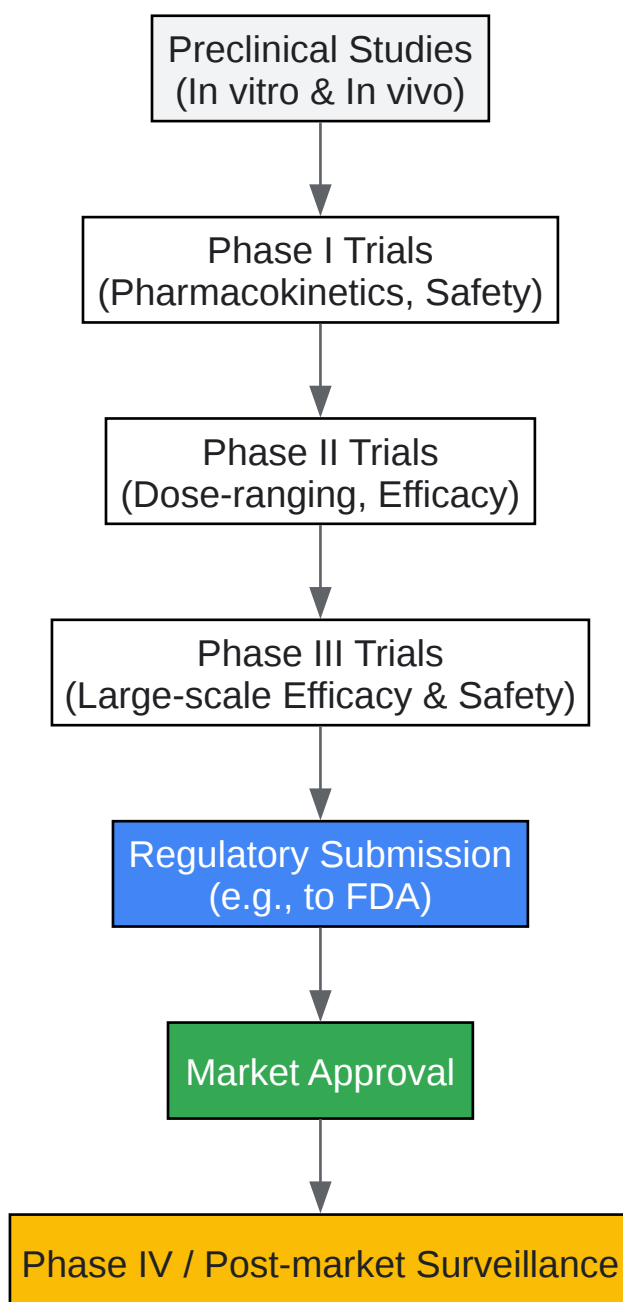 Preclinical Studies
(In vitro & In vivo)
Phase I Trials
(Pharmacokinetics, Safety)
Phase II Trials
(Dose-ranging, Efficacy)
Phase III Trials
(Large-scale Efficacy & Safety)
Regulatory Submission
(e.g., to FDA)
Market Approval
Phase IV / Post-market Surveillance